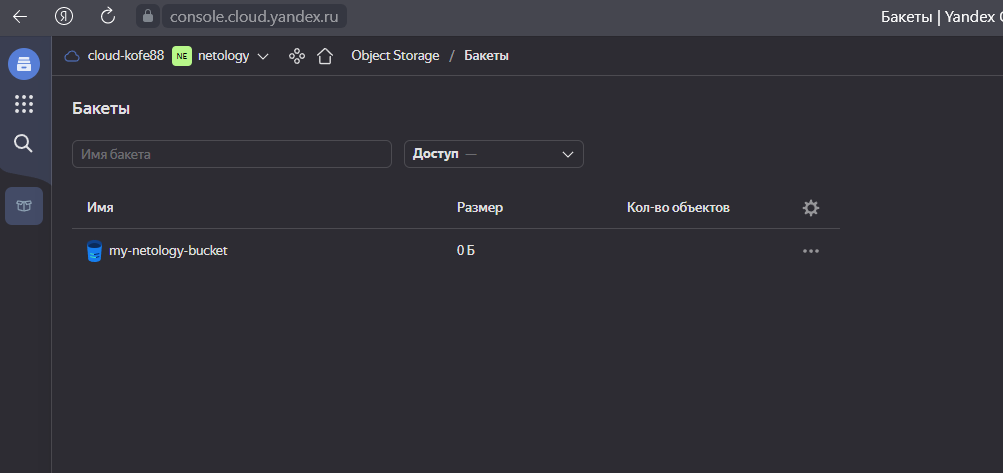 console.cloud.yandex.ru
Бакеты | Yandex
cloud-kofe88 NE netology Object Storage / Бакеты
Бакеты
Имя бакета Доступ —
Имя Размер Кол-во объектов
my-netology-bucket 0 Б